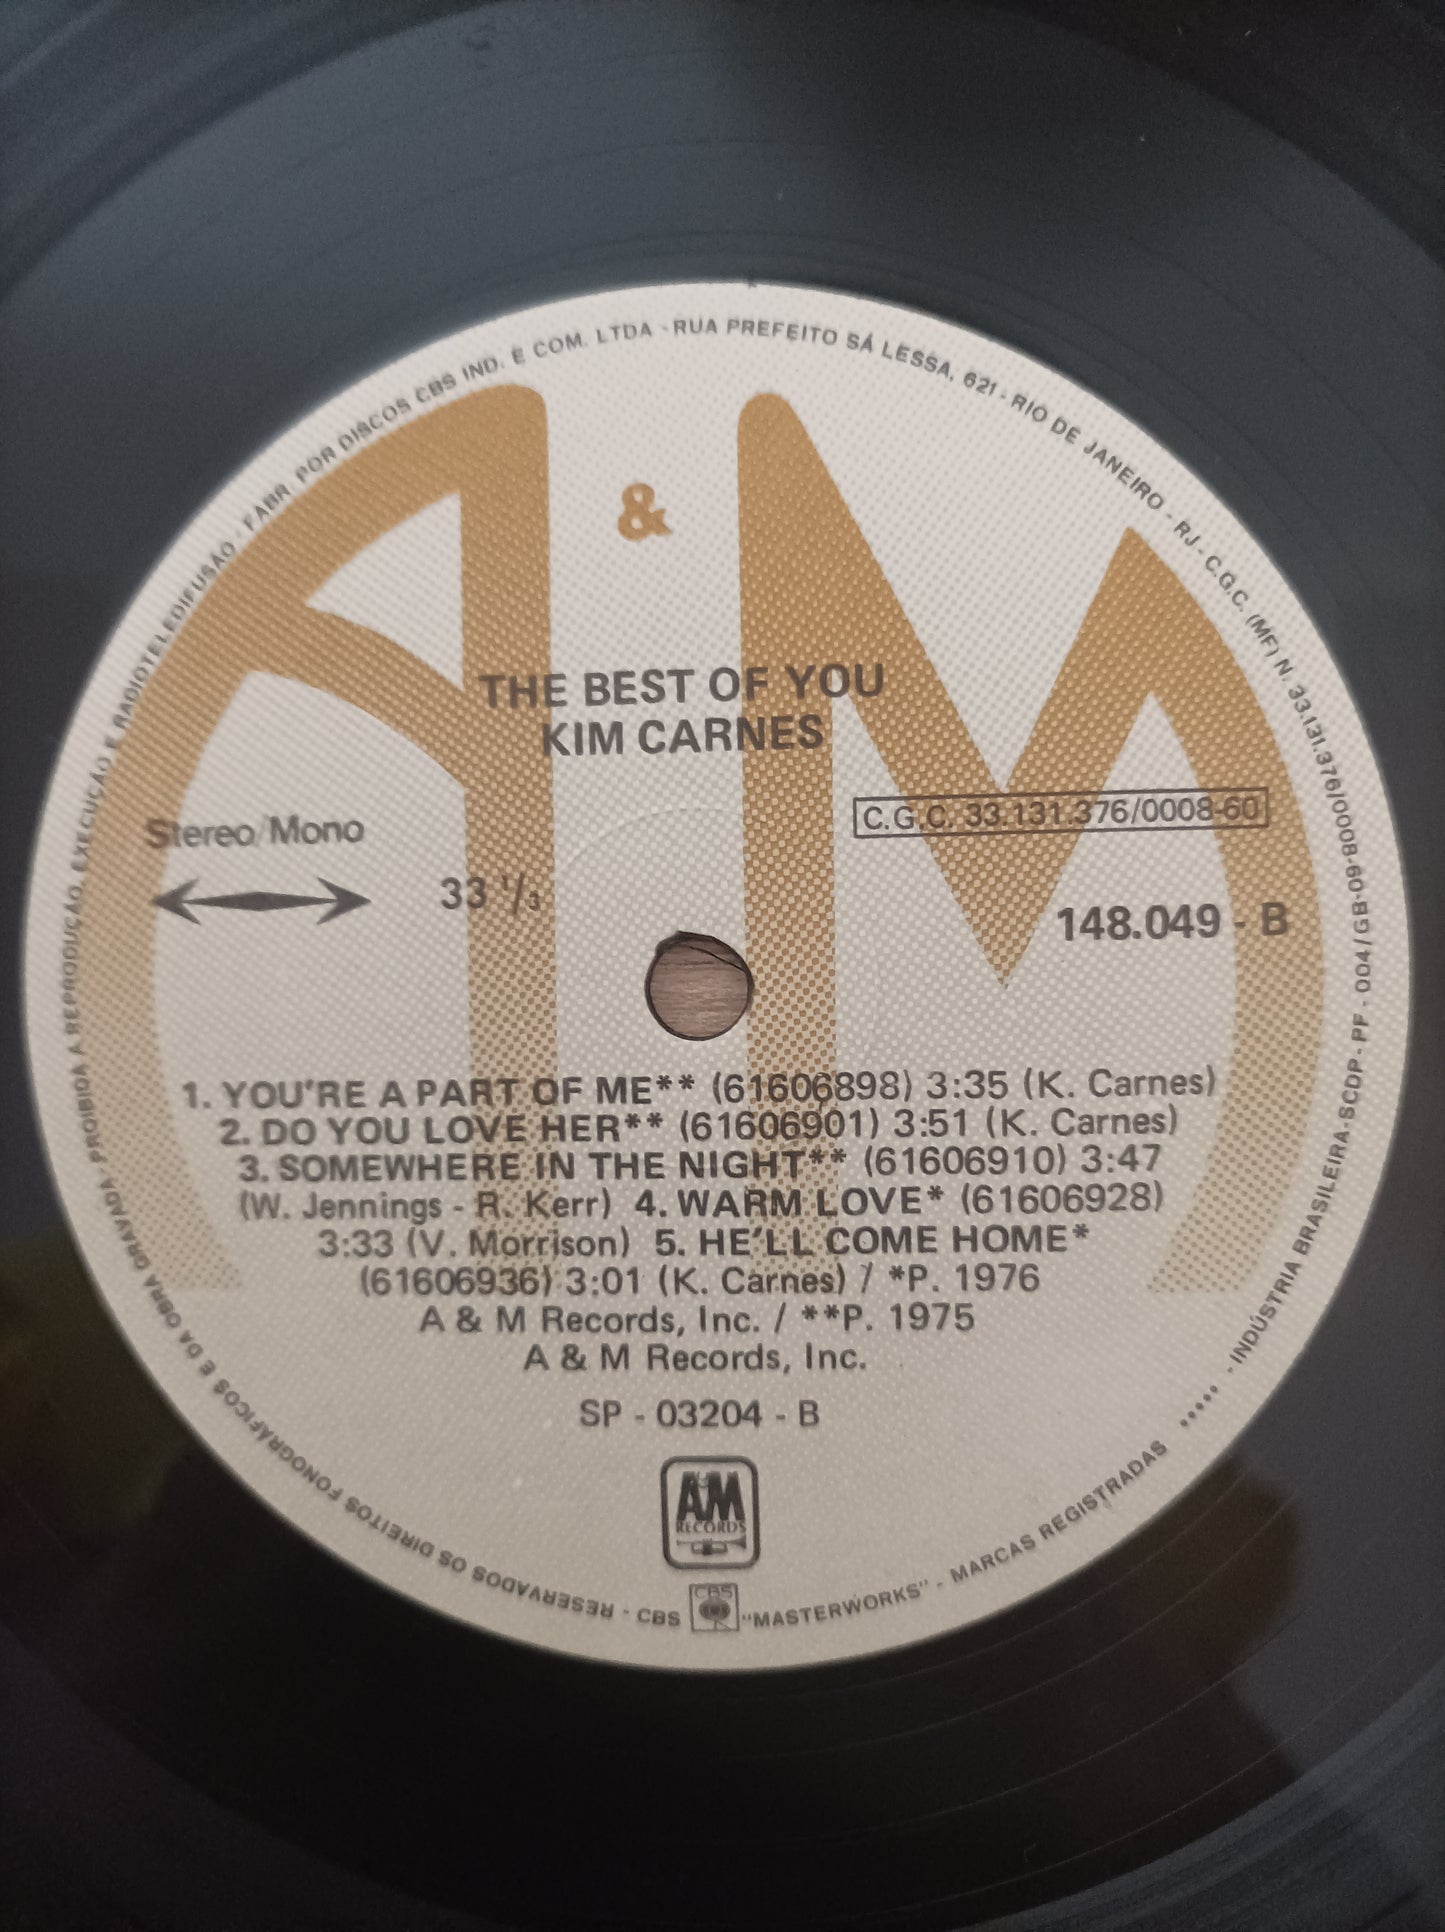 A & M
THE BEST OF YOU
KIM CARNES
Stereo/Mono
33 1/3
C.G.C. 33.131.376/0008-60
148.049 - B
1. YOU'RE A PART OF ME** (61606898) 3:35 (K. Carnes)
2. DO YOU LOVE HER** (61606901) 3:51 (K. Carnes)
3. SOMEWHERE IN THE NIGHT** (61606910) 3:47
(W. Jennings - R. Kerr) 4. WARM LOVE* (61606928)
3:33 (V. Morrison) 5. HE'LL COME HOME*
(61606936) 3:01 (K. Carnes) / *P. 1976
A & M Records, Inc. / **P. 1975
A & M Records, Inc.
SP - 03204 - B
A&M
RECORDS
CBS
RESERVADOS OS DIREITOS FONOGRÁFICOS E DA OBRA GRAVADA - PROIBIDA A REPRODUÇÃO, EXECUÇÃO E RADIOTELEDIFUSÃO - FABR. POR DISCOS CBS IND. E COM. LTDA - RUA PREFEITO SÁ LESSA, 621 - RIO DE JANEIRO - RJ - C.G.C. (MF) N. 33.131.376/0008-60-BG/400 - PF - SCDP - INDÚSTRIA BRASILEIRA - ..... MARCAS REGISTRADAS - "MASTERWORKS" CBS -